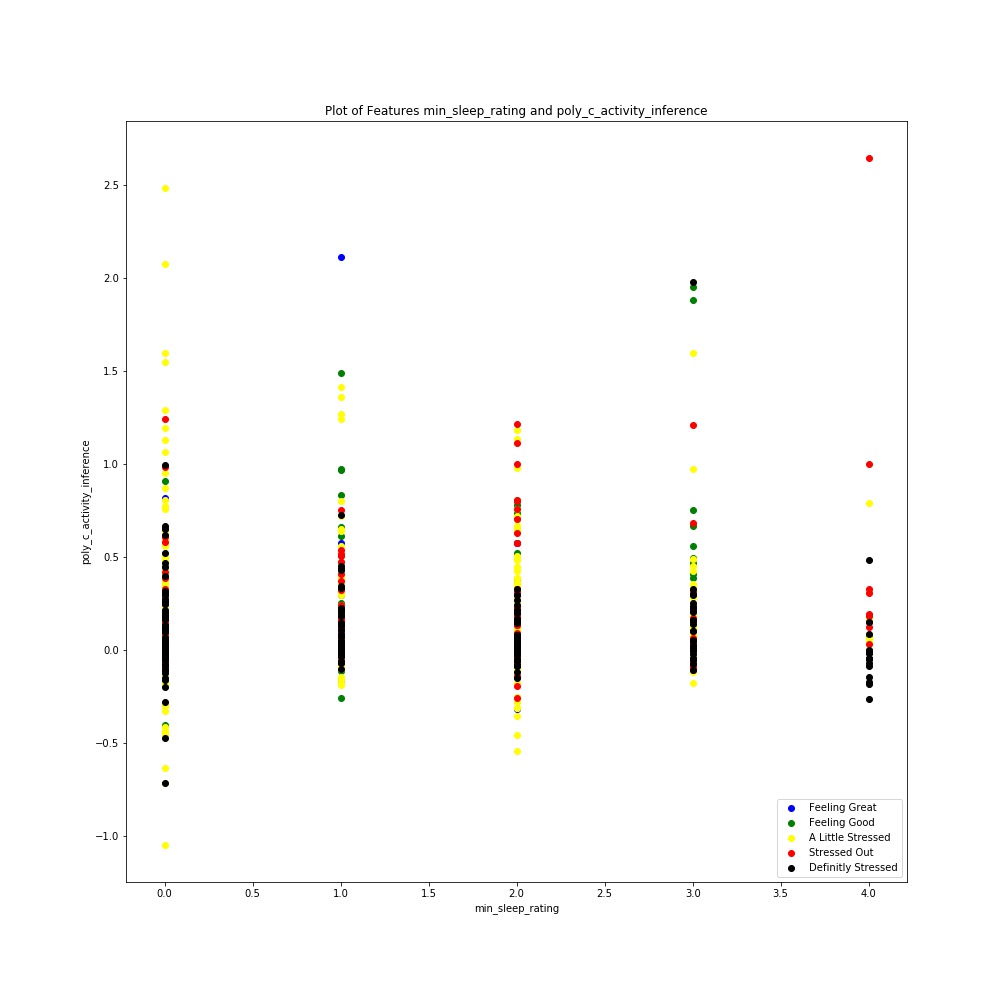 Plot of Features min_sleep_rating and poly_c_activity_inference
poly_c_activity_inference
2.5
2.0
1.5
1.0
0.5
0.0
−0.5
−1.0
Feeling Great
Feeling Good
A Little Stressed
Stressed Out
Definitly Stressed
0.0 0.5 1.0 1.5 2.0 2.5 3.0 3.5 4.0
min_sleep_rating